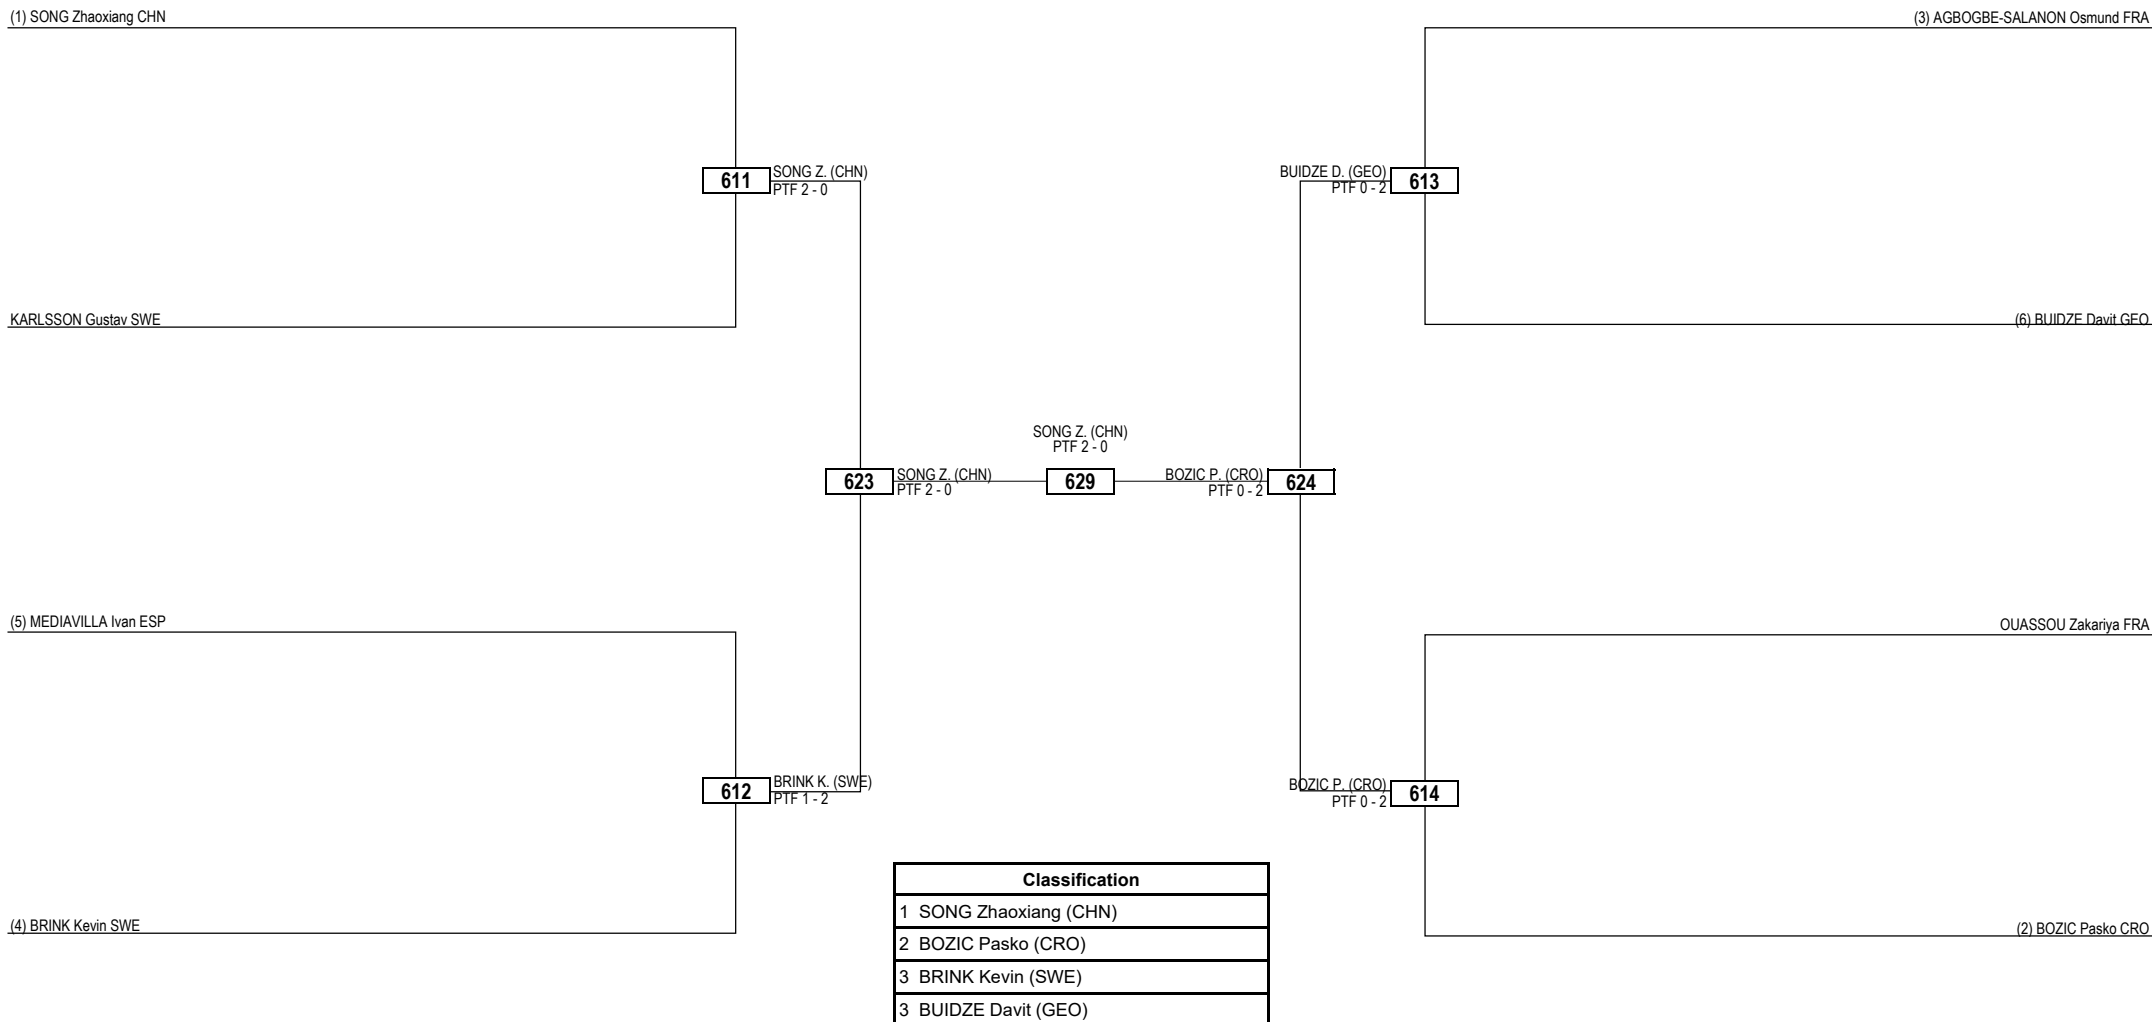 (1) SONG Zhaoxiang CHN
(3) AGBOGBE-SALANON Osmund FRA
611
SONG Z. (CHN)
PTF 2 - 0
BUIDZE D. (GEO)
PTF 0 - 2
613
KARLSSON Gustav SWE
(6) BUIDZE Davit GEO
SONG Z. (CHN)
PTF 2 - 0
623
SONG Z. (CHN)
PTF 2 - 0
629
BOZIC P. (CRO)
PTF 0 - 2
624
(5) MEDIAVILLA Ivan ESP
OUASSOU Zakariya FRA
612
BRINK K. (SWE)
PTF 1 - 2
BOZIC P. (CRO)
PTF 0 - 2
614
(4) BRINK Kevin SWE
(2) BOZIC Pasko CRO
Classification
1 SONG Zhaoxiang (CHN)
2 BOZIC Pasko (CRO)
3 BRINK Kevin (SWE)
3 BUIDZE Davit (GEO)